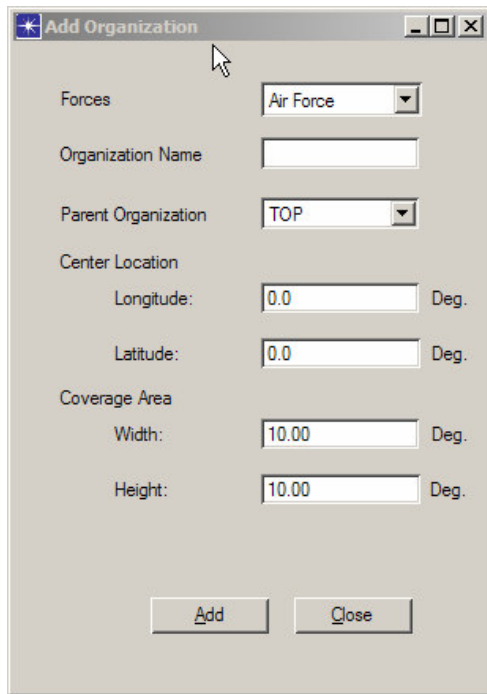 Add Organization
Forces Air Force
Organization Name
Parent Organization TOP
Center Location
Longitude: 0.0 Deg.
Latitude: 0.0 Deg.
Coverage Area
Width: 10.00 Deg.
Height: 10.00 Deg.
Add Close